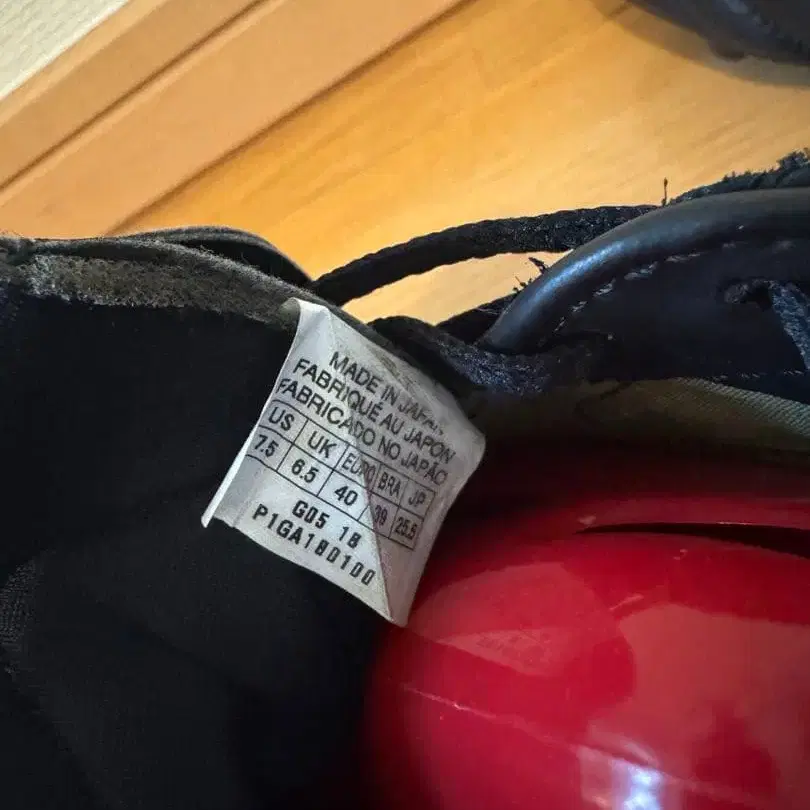 MADE IN JAPAN
FABRIQUÉ AU JAPON
FABRICADO NO JAPÃO
US UK EURO BRA JP
7.5 6.5 40 39 25.5
G05 18
P1GA180100